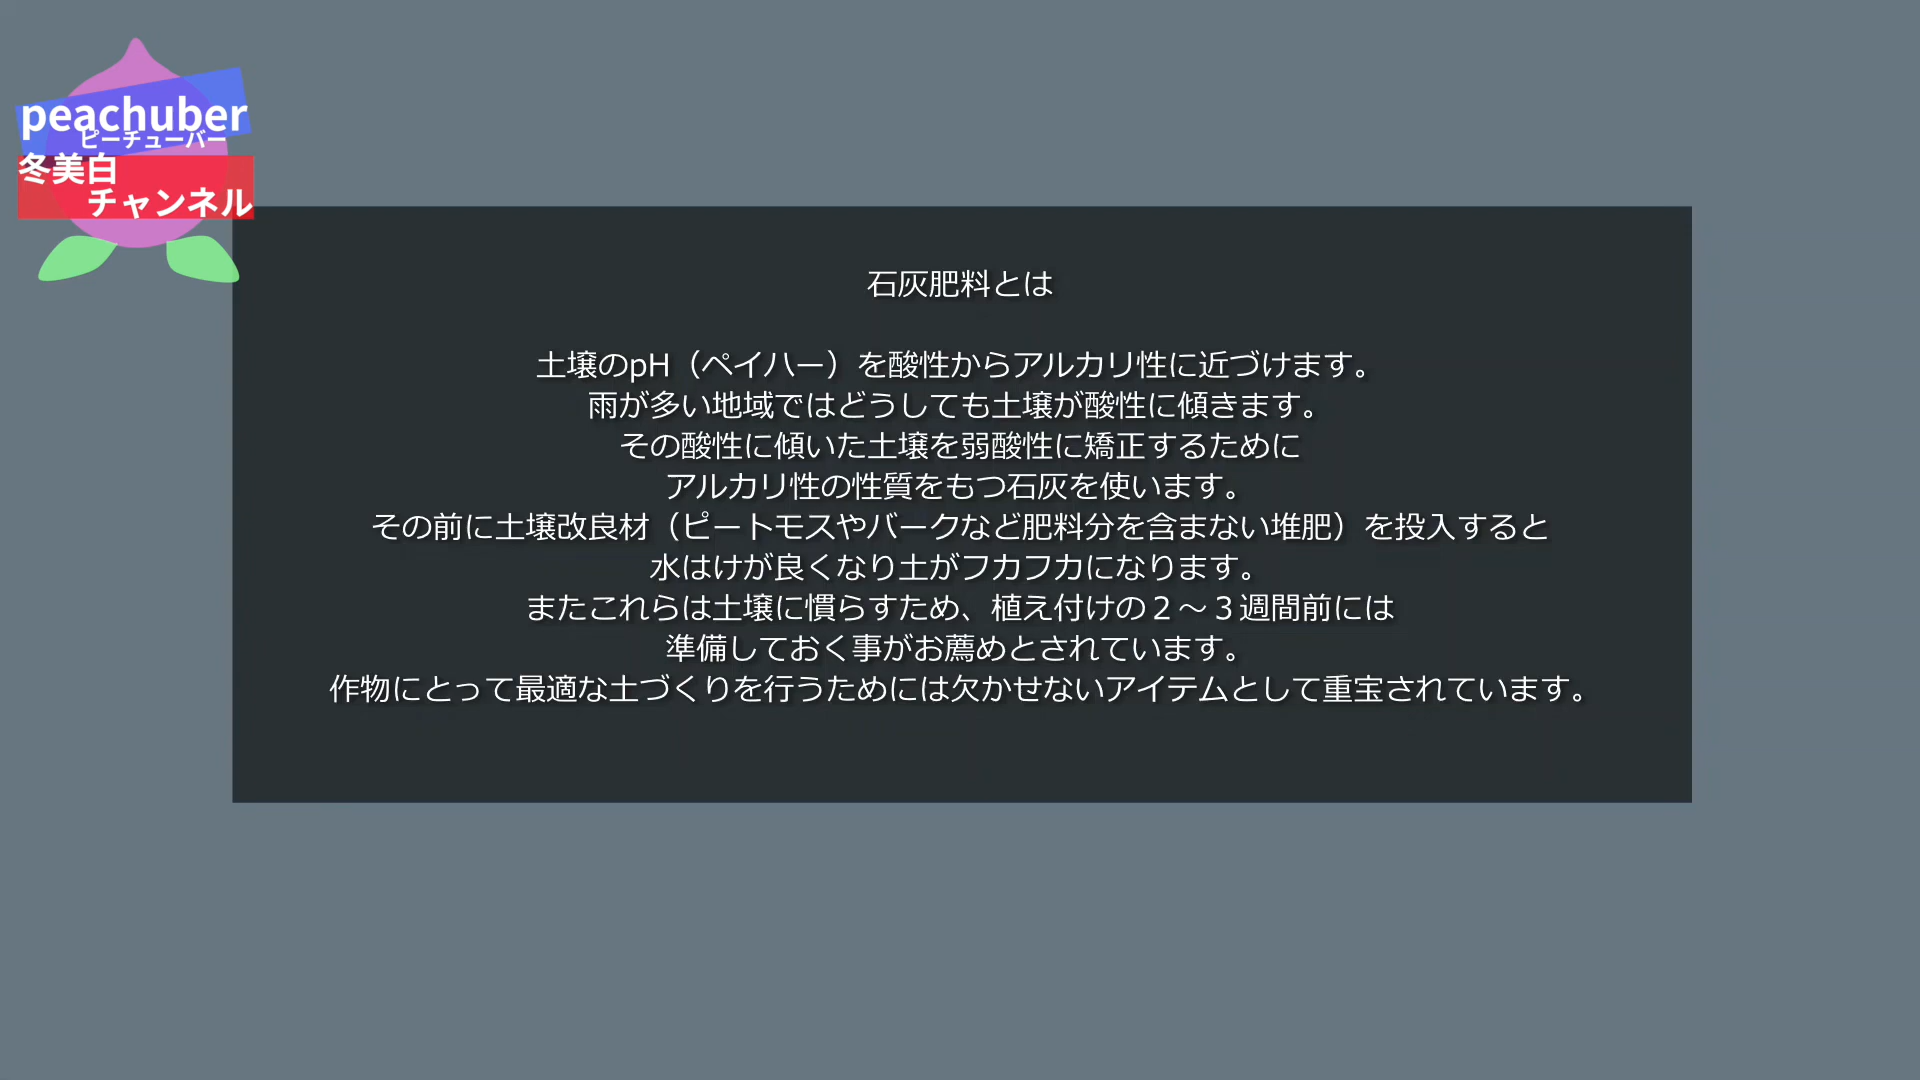 peachuber
ピーチューバー
冬美白
チャンネル
石灰肥料とは
土壌のpH（ペイハー）を酸性からアルカリ性に近づけます。
雨が多い地域ではどうしても土壌が酸性に傾きます。
その酸性に傾いた土壌を弱酸性に矯正するために
アルカリ性の性質をもつ石灰を使います。
その前に土壌改良材（ピートモスやバークなど肥料分を含まない堆肥）を投入すると
水はけが良くなり土がフカフカになります。
またこれらは土壌に慣らすため、植え付けの２～３週間前には
準備しておく事がお薦めとされています。
作物にとって最適な土づくりを行うためには欠かせないアイテムとして重宝されています。